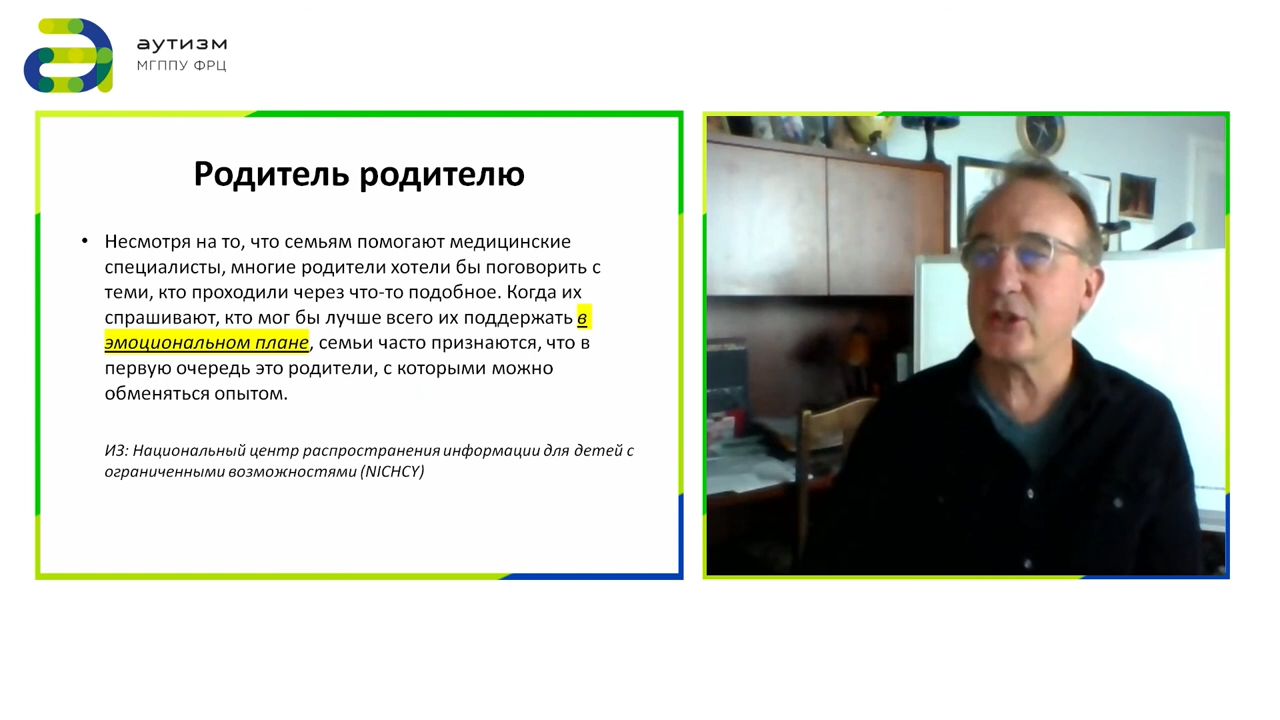 аутизм
МГППУ ФРЦ
Родитель родителю
• Несмотря на то, что семьям помогают медицинские
специалисты, многие родители хотели бы поговорить с
теми, кто проходили через что-то подобное. Когда их
спрашивают, кто мог бы лучше всего их поддержать в
эмоциональном плане, семьи часто признаются, что в
первую очередь это родители, с которыми можно
обменяться опытом.
ИЗ: Национальный центр распространения информации для детей с
ограниченными возможностями (NICHCY)